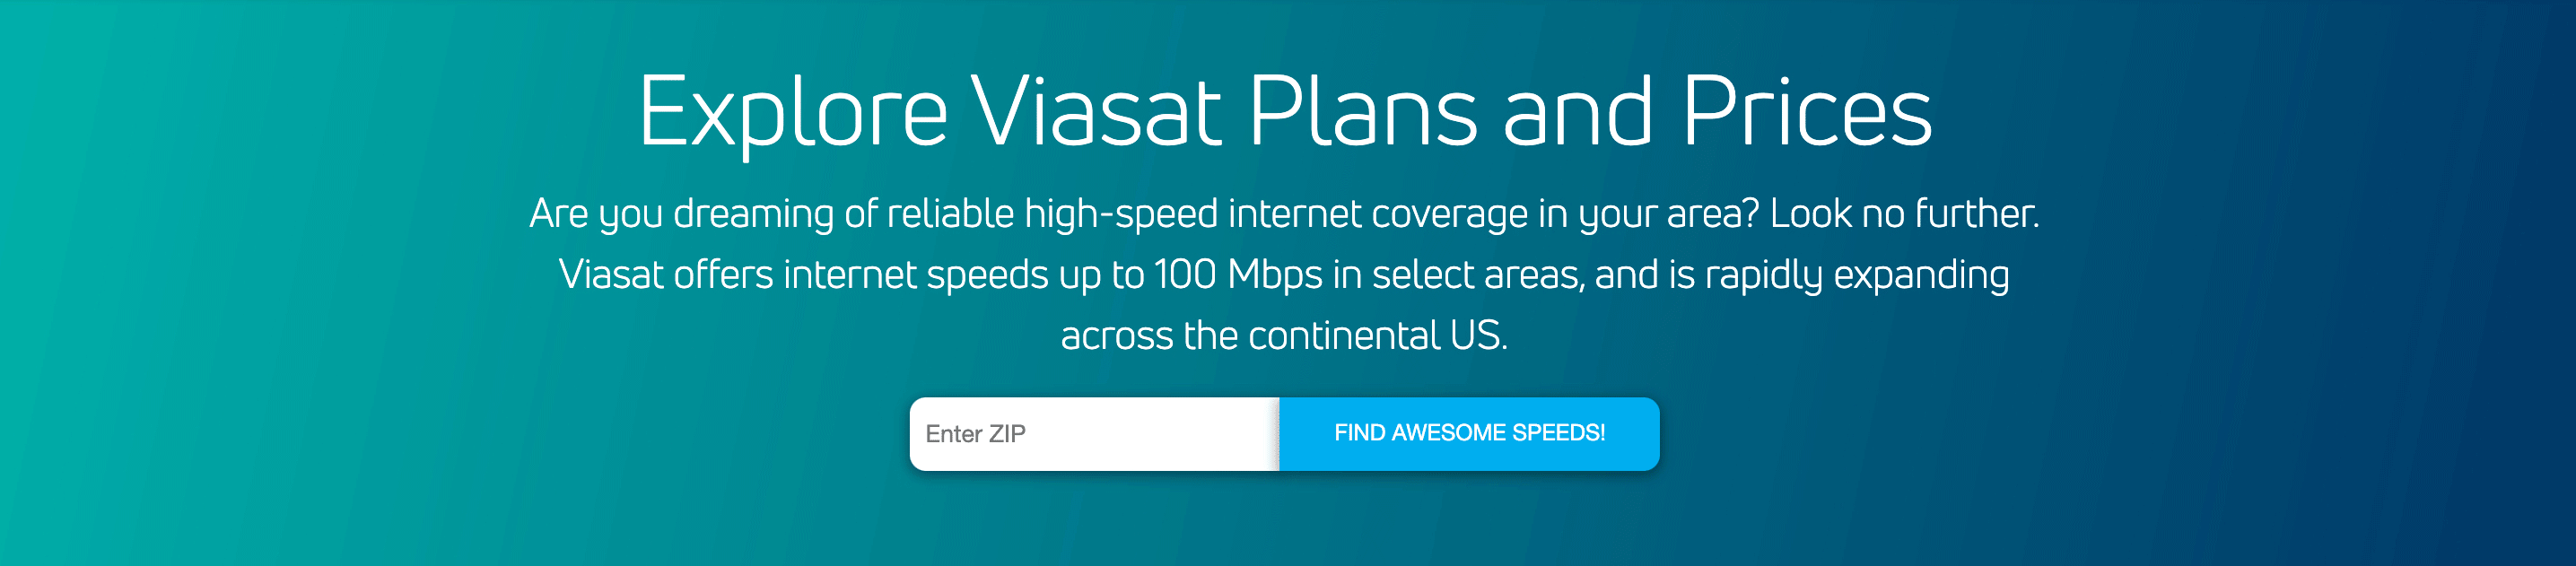 Explore Viasat Plans and Prices
Are you dreaming of reliable high-speed internet coverage in your area? Look no further.
Viasat offers internet speeds up to 100 Mbps in select areas, and is rapidly expanding
across the continental US.
Enter ZIP
FIND AWESOME SPEEDS!